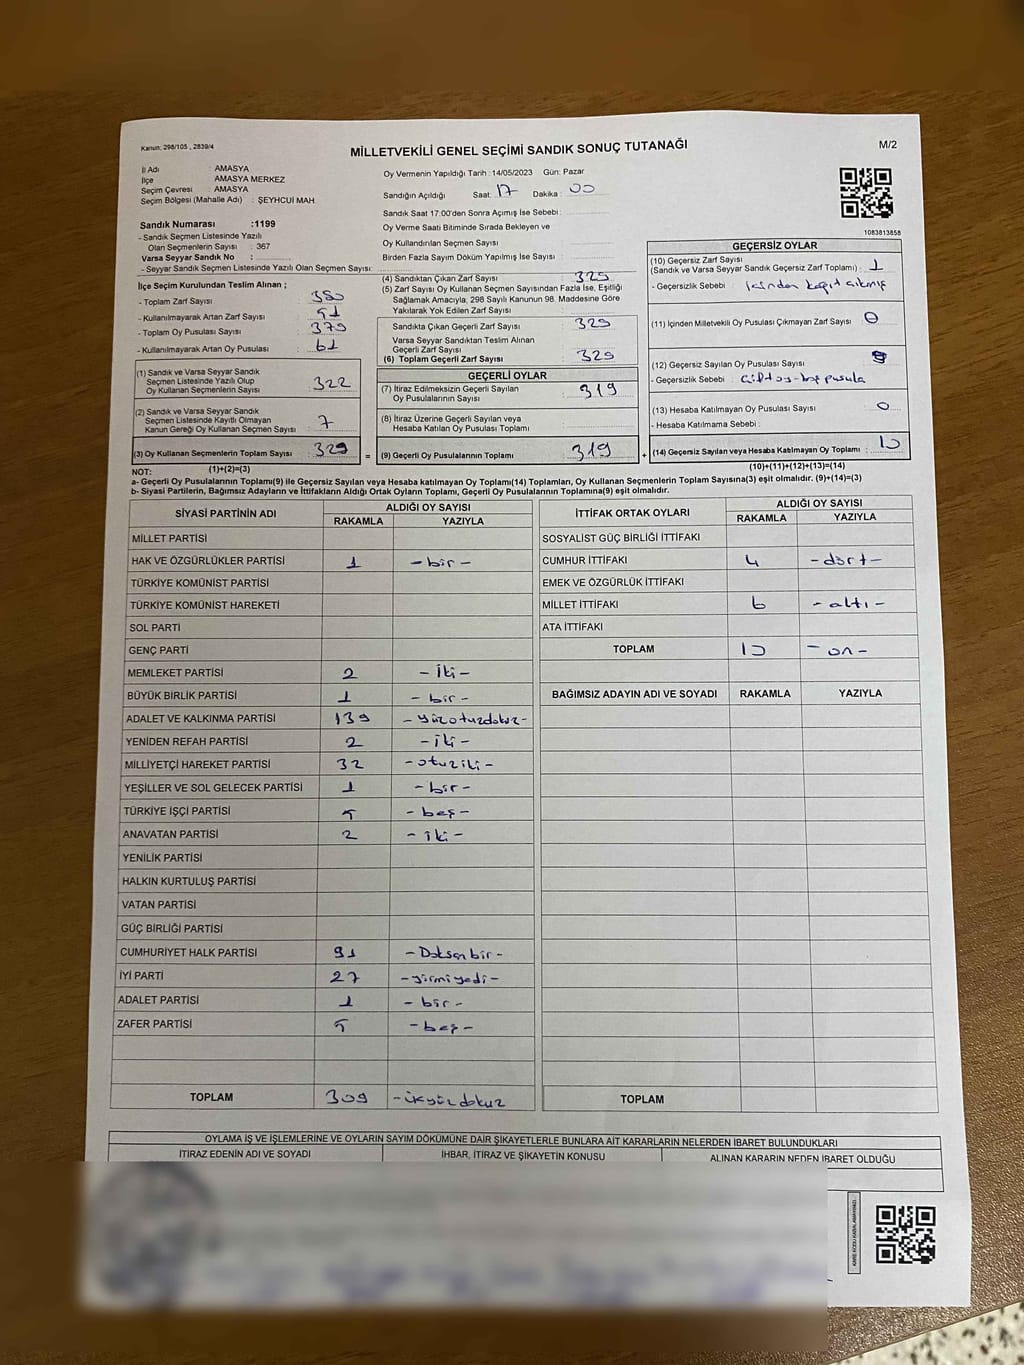 Kanun: 298/105 , 2839/4
MİLLETVEKİLİ GENEL SEÇİMİ SANDIK SONUÇ TUTANAĞI
M/2
İl Adı : AMASYA
İlçe : AMASYA MERKEZ
Seçim Çevresi : AMASYA
Seçim Bölgesi (Mahalle Adı) : ŞEYHCUİ MAH.
Sandık Numarası :1199
- Sandık Seçmen Listesinde Yazılı
Olan Seçmenlerin Sayısı : 367
Varsa Seyyar Sandık No :
- Seyyar Sandık Seçmen Listesinde Yazılı Olan Seçmen Sayısı:
Oy Vermenin Yapıldığı Tarih : 14/05/2023 Gün: Pazar
Sandığın Açıldığı Saat: 17 Dakika : 00
Sandık Saat 17.00'den Sonra Açımış İse Sebebi:
Oy Verme Saati Bitiminde Sırada Bekleyen ve
Oy Kullandırılan Seçmen Sayısı
Birden Fazla Sayım Döküm Yapılmış İse Sayısı :
1083813858
İlçe Seçim Kurulundan Teslim Alınan ;
- Toplam Zarf Sayısı : 380
- Kullanılmayarak Artan Zarf Sayısı : 51
- Toplam Oy Pusulası Sayısı : 379
- Kullanılmayarak Artan Oy Pusulası : 61
(1) Sandık ve Varsa Seyyar Sandık
Seçmen Listesinde Yazılı Olup
Oy Kullanan Seçmenlerin Sayısı : 322
(2) Sandık ve Varsa Seyyar Sandık
Seçmen Listesinde Kayıtlı Olmayan
Kanun Gereği Oy Kullanan Seçmen Sayısı : 7
(3) Oy Kullanan Seçmenlerin Toplam Sayısı : 329
(1)+(2)=(3)
(4) Sandıktan Çıkan Zarf Sayısı 329
(5) Zarf Sayısı Oy Kullanan Seçmen Sayısından Fazla İse, Eşitliği
Sağlamak Amacıyla, 298 Sayılı Kanunun 98. Maddesine Göre
Yakılarak Yok Edilen Zarf Sayısı :
Sandıkta Çıkan Geçerli Zarf Sayısı 329
Varsa Seyyar Sandıktan Teslim Alınan
Geçerli Zarf Sayısı :
(6) Toplam Geçerli Zarf Sayısı 329
GEÇERLİ OYLAR
(7) İtiraz Edilmeksizin Geçerli Sayılan
Oy Pusulalarının Sayısı : 319
(8) İtiraz Üzerine Geçerli Sayılan veya
Hesaba Katılan Oy Pusulası Toplamı
= (9) Geçerli Oy Pusulalarının Toplamı 319
GEÇERSİZ OYLAR
(10) Geçersiz Zarf Sayısı
(Sandık ve Varsa Seyyar Sandık Geçersiz Zarf Toplamı) : 1
- Geçersizlik Sebebi : İçinden kağıt çıkmış
(11) İçinden Milletvekili Oy Pusulası Çıkmayan Zarf Sayısı 0
(12) Geçersiz Sayılan Oy Pusulası Sayısı 9
- Geçersizlik Sebebi :
(13) Hesaba Katılmayan Oy Pusulası Sayısı : 0
- Hesaba Katılmama Sebebi :
+ (14) Geçersiz Sayılan veya Hesaba Katılmayan Oy Toplamı : 10
(10)+(11)+(12)+(13)=(14)
NOT:
a- Geçerli Oy Pusulalarının Toplamı(9) ile Geçersiz Sayılan veya Hesaba katılmayan Oy Toplamı(14) Toplamları, Oy Kullanan Seçmenlerin Toplam Sayısına(3) eşit olmalıdır. (9)+(14)=(3)
b- Siyasi Partilerin, Bağımsız Adayların ve İttifakların Aldığı Ortak Oyların Toplamı, Geçerli Oy Pusulalarının Toplamına(9) eşit olmalıdır.
SİYASİ PARTİNİN ADI ALDIĞI OY SAYISI
RAKAMLA YAZIYLA
MİLLET PARTİSİ
HAK VE ÖZGÜRLÜKLER PARTİSİ 1 -bir-
TÜRKİYE KOMÜNİST PARTİSİ
TÜRKİYE KOMÜNİST HAREKETİ
SOL PARTİ
GENÇ PARTİ
MEMLEKET PARTİSİ 2 -İki-
BÜYÜK BİRLİK PARTİSİ 1 -bir-
ADALET VE KALKINMA PARTİSİ 139 -yüzotuzdokuz-
YENİDEN REFAH PARTİSİ 2 -iki-
MİLLİYETÇİ HAREKET PARTİSİ 32 -otuziki-
YEŞİLLER VE SOL GELECEK PARTİSİ 1 -bir-
TÜRKİYE İŞÇİ PARTİSİ 5 -beş-
ANAVATAN PARTİSİ 2 -iki-
YENİLİK PARTİSİ
HALKIN KURTULUŞ PARTİSİ
VATAN PARTİSİ
GÜÇ BİRLİĞİ PARTİSİ
CUMHURİYET HALK PARTİSİ 91 -Doksanbir-
İYİ PARTİ 27 -yirmiyedi-
ADALET PARTİSİ 1 -bir-
ZAFER PARTİSİ 5 -beş-
TOPLAM 309
İTTİFAK ORTAK OYLARI ALDIĞI OY SAYISI
RAKAMLA YAZIYLA
SOSYALİST GÜÇ BİRLİĞİ İTTİFAKI
CUMHUR İTTİFAKI 4 -dört-
EMEK VE ÖZGÜRLÜK İTTİFAKI
MİLLET İTTİFAKI 6 -altı-
ATA İTTİFAKI
TOPLAM 10 -on-
BAĞIMSIZ ADAYIN ADI VE SOYADI RAKAMLA YAZIYLA
TOPLAM
OYLAMA İŞ VE İŞLEMLERİNE VE OYLARIN SAYIM DÖKÜMÜNE DAİR ŞİKAYETLERLE BUNLARA AİT KARARLARIN NELERDEN İBARET BULUNDUKLARI
İTİRAZ EDENİN ADI VE SOYADI İHBAR, İTİRAZ VE ŞİKAYETİN KONUSU ALINAN KARARIN NEDEN İBARET OLDUĞU